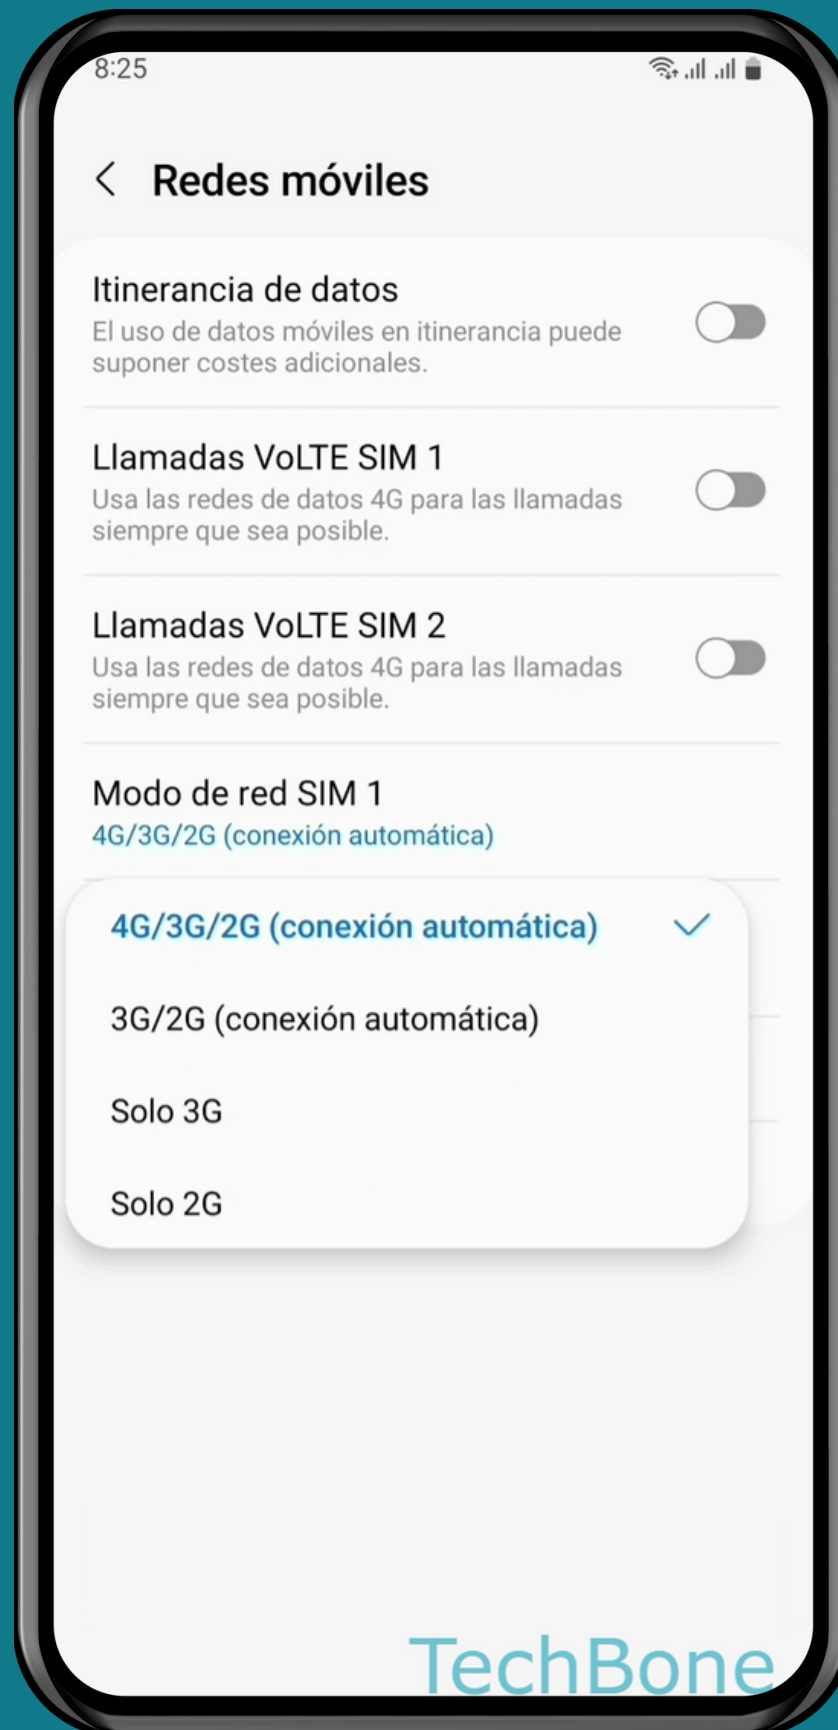 8:25
Redes móviles
Itinerancia de datos
El uso de datos móviles en itinerancia puede
suponer costes adicionales.
Llamadas VoLTE SIM 1
Usa las redes de datos 4G para las llamadas
siempre que sea posible.
Llamadas VoLTE SIM 2
Usa las redes de datos 4G para las llamadas
siempre que sea posible.
Modo de red SIM 1
4G/3G/2G (conexión automática)
4G/3G/2G (conexión automática)
3G/2G (conexión automática)
Solo 3G
Solo 2G
TechBone